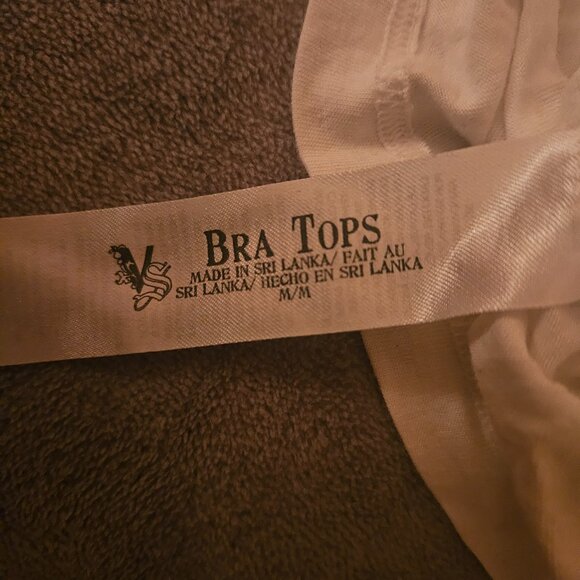 VS
BRA TOPS
MADE IN SRI LANKA/ FAIT AU
SRI LANKA/ HECHO EN SRI LANKA
M/M